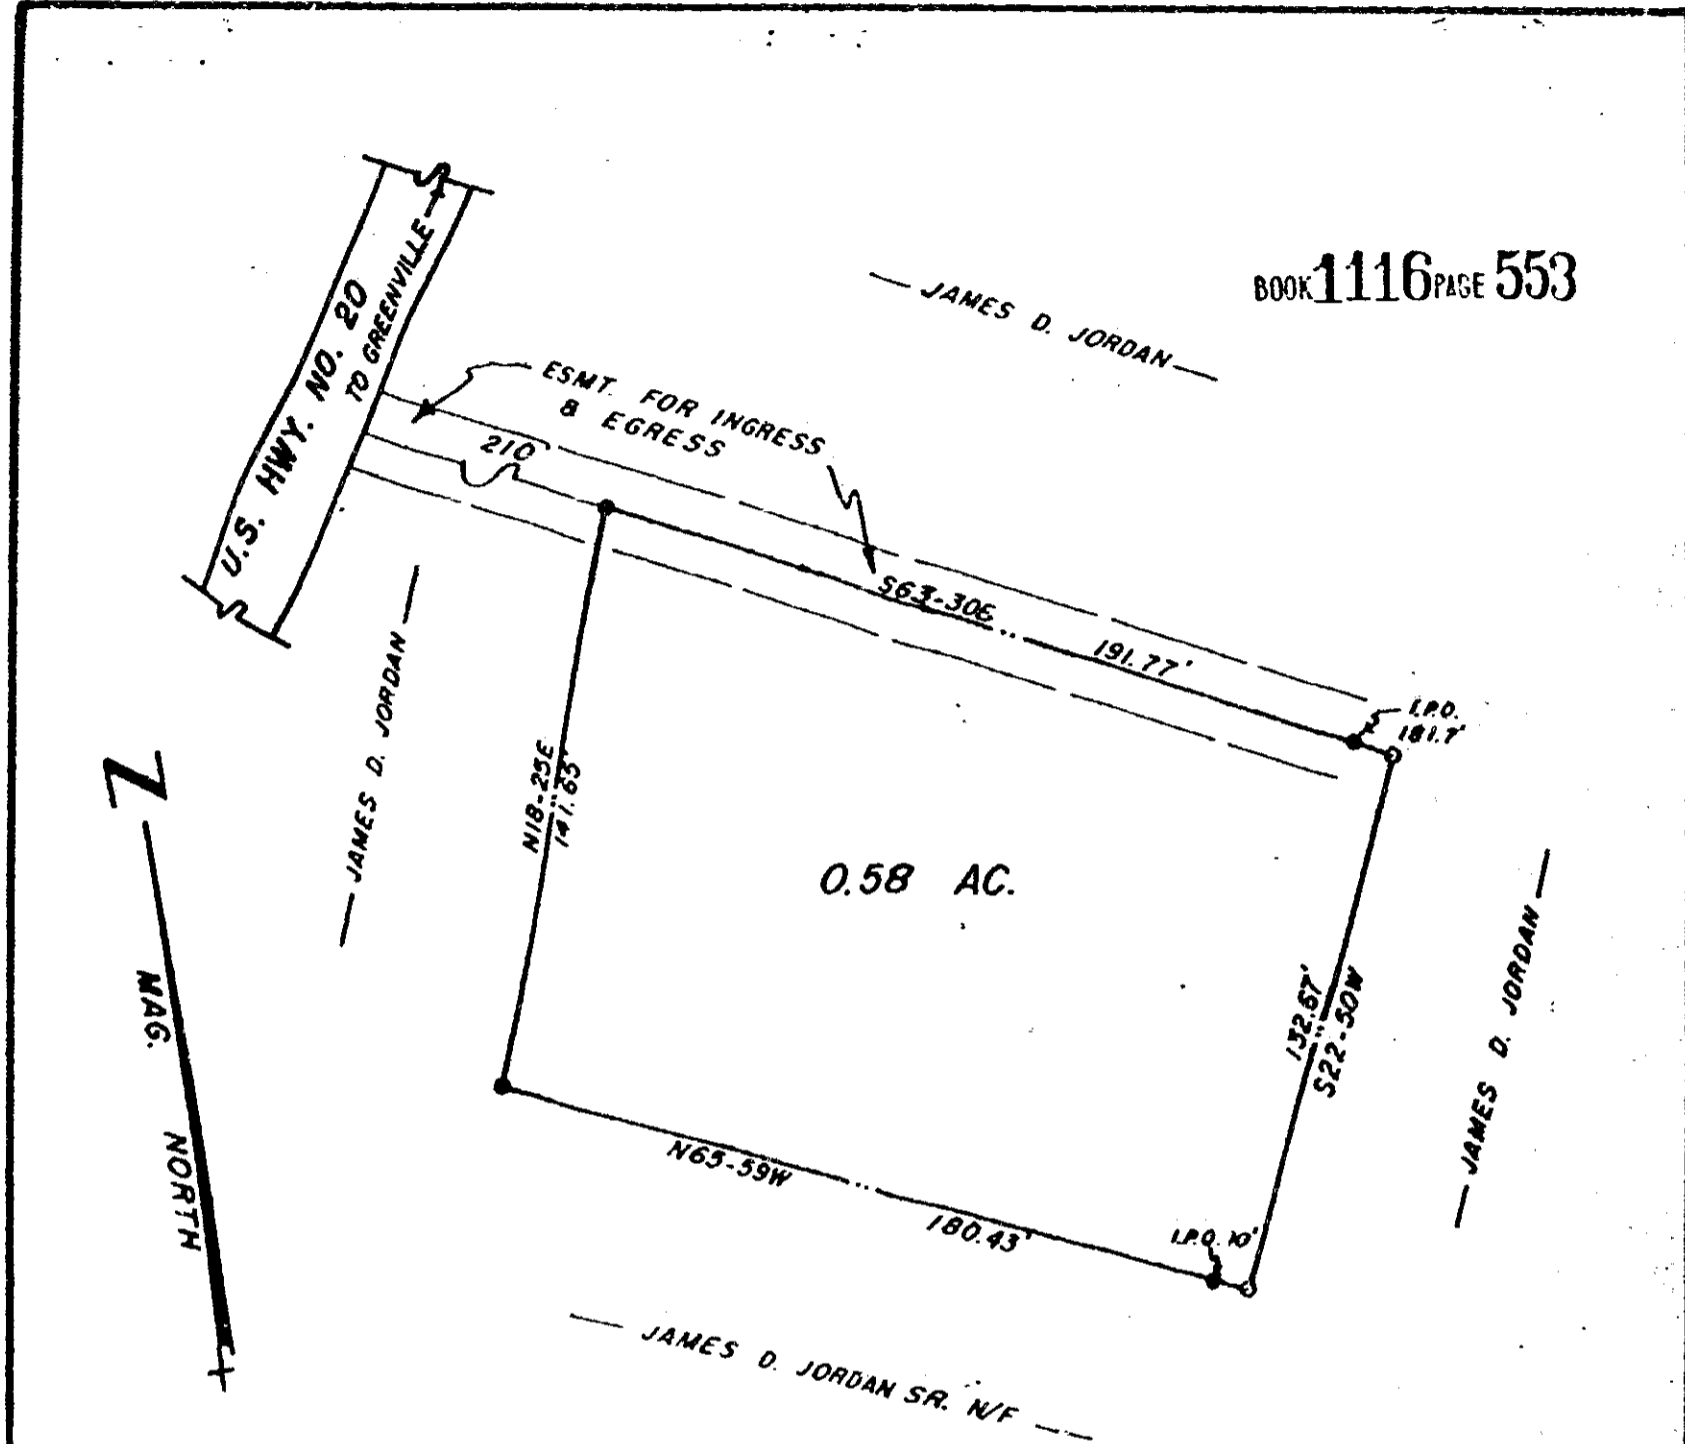 BOOK 1116 PAGE 553
U.S. HWY. NO. 20
TO GREENVILLE
JAMES D. JORDAN
ESMT. FOR INGRESS
& EGRESS
210'
S63-30E .. 191.77'
I.P.O.
181.7'
JAMES D. JORDAN
N18-25E
141.65'
0.58 AC.
132.67'
S22-50W
JAMES D. JORDAN
MAG. NORTH
N65-59W .. 180.43'
I.P.O. 10'
JAMES D. JORDAN SR. N/F